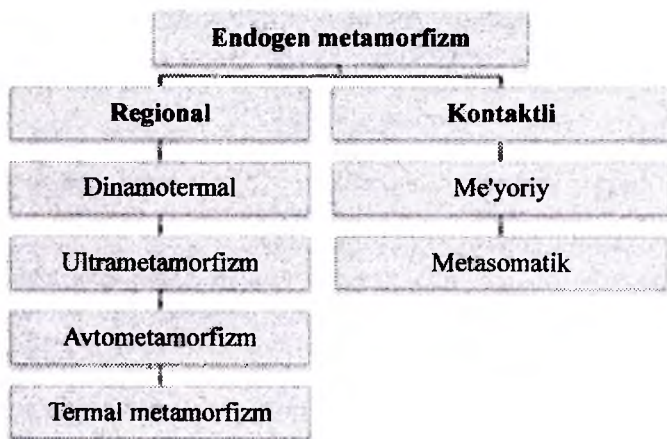 Endogen metamorfizm
Regional
Kontaktli
Dinamotermal
Me'yoriy
Ultrametamorfizm
Metasomatik
Avtometamorfizm
Termal metamorfizm